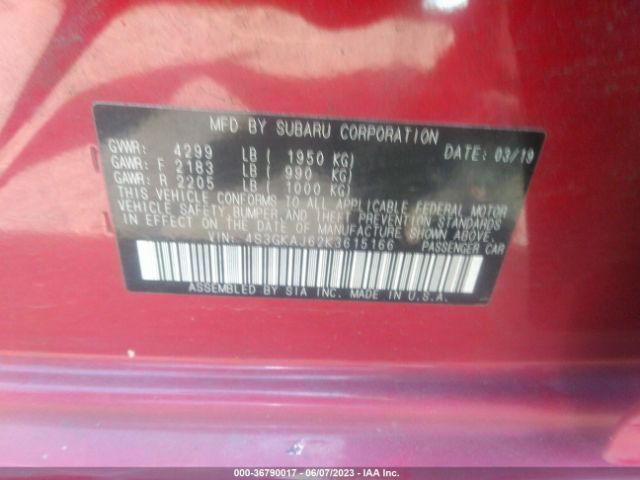 MFD BY SUBARU CORPORATION
GVWR: 4299 LB ( 1950 KG) DATE: 03/19
GAWR: F 2183 LB ( 990 KG)
GAWR: R 2205 LB ( 1000 KG)
THIS VEHICLE CONFORMS TO ALL APPLICABLE FEDERAL MOTOR
VEHICLE SAFETY, BUMPER, AND THEFT PREVENTION STANDARDS
IN EFFECT ON THE DATE OF MANUFACTURE SHOWN ABOVE.
VIN: 4S3GKAJ62K3615166 PASSENGER CAR
ASSEMBLED BY SIA INC. MADE IN U.S.A.
000-36790017 - 06/07/2023 - IAA Inc.